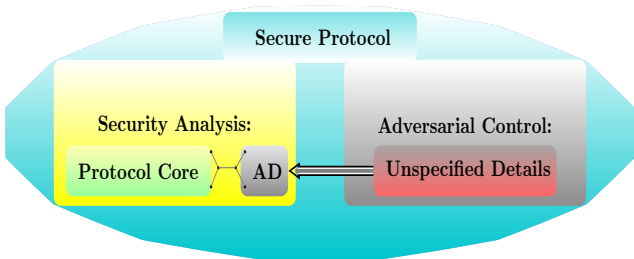 Secure Protocol
Security Analysis:
Adversarial Control:
Protocol Core
AD
Unspecified Details